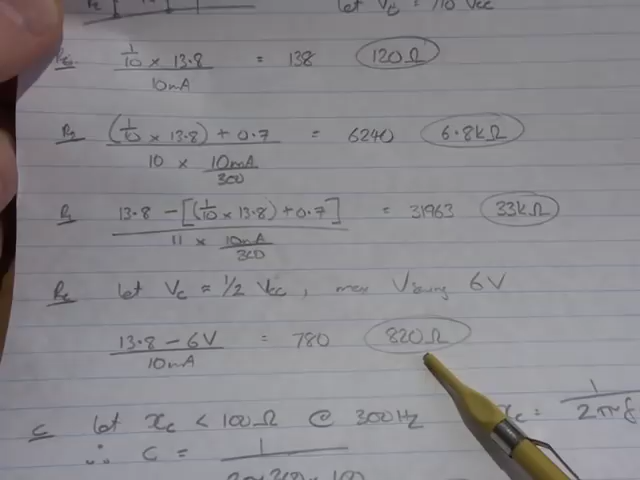 R2
let VE = 1/10 Vcc
RE 1/10 × 13.8 / 10mA = 138 120Ω
R2 (1/10 × 13.8) + 0.7 / 10 × 10mA/300 = 6240 6.8kΩ
R1 13.8 - [(1/10 × 13.8) + 0.7] / 11 × 10mA/300 = 31963 33kΩ
Rc let Vc = 1/2 Vcc, max Vswing 6V
13.8 - 6V / 10mA = 780 820Ω
C let xc < 100Ω @ 300Hz xc = 1 / 2πf
∴ C = 1